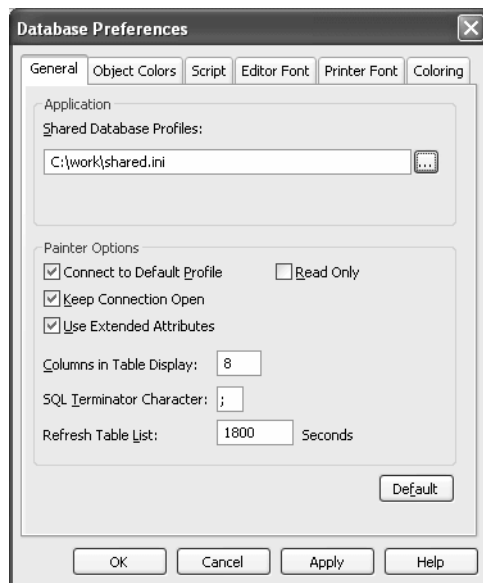 Database Preferences
General Object Colors Script Editor Font Printer Font Coloring
Application
Shared Database Profiles:
C:\work\shared.ini
...
Painter Options
Connect to Default Profile Read Only
Keep Connection Open
Use Extended Attributes
Columns in Table Display: 8
SQL Terminator Character: ;
Refresh Table List: 1800 Seconds
Default
OK Cancel Apply Help